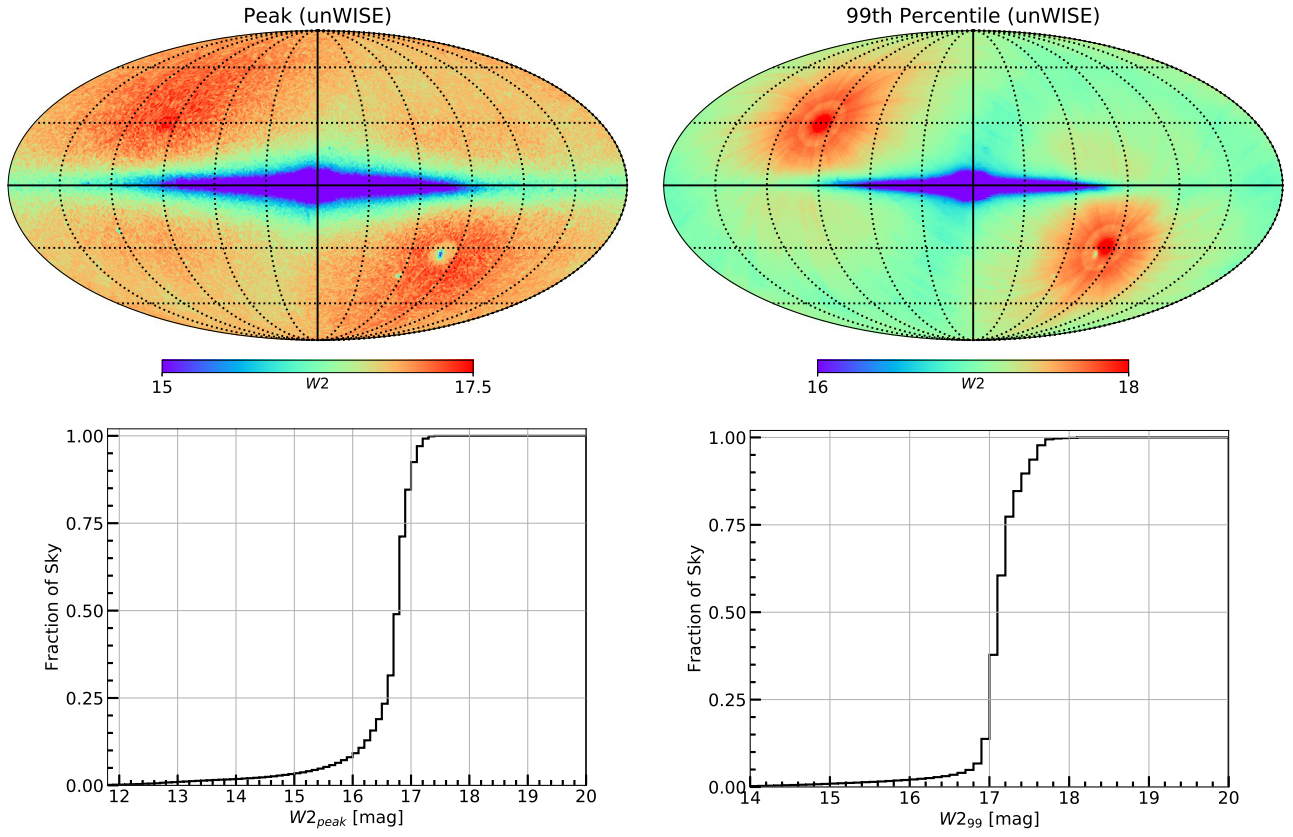 Peak (unWISE)
99th Percentile (unWISE)
15 W2 17.5
16 W2 18
1.00
0.75
0.50
0.25
0.00
Fraction of Sky
12 13 14 15 16 17 18 19 20
W2peak [mag]
1.00
0.75
0.50
0.25
0.00
Fraction of Sky
14 15 16 17 18 19 20
W299 [mag]